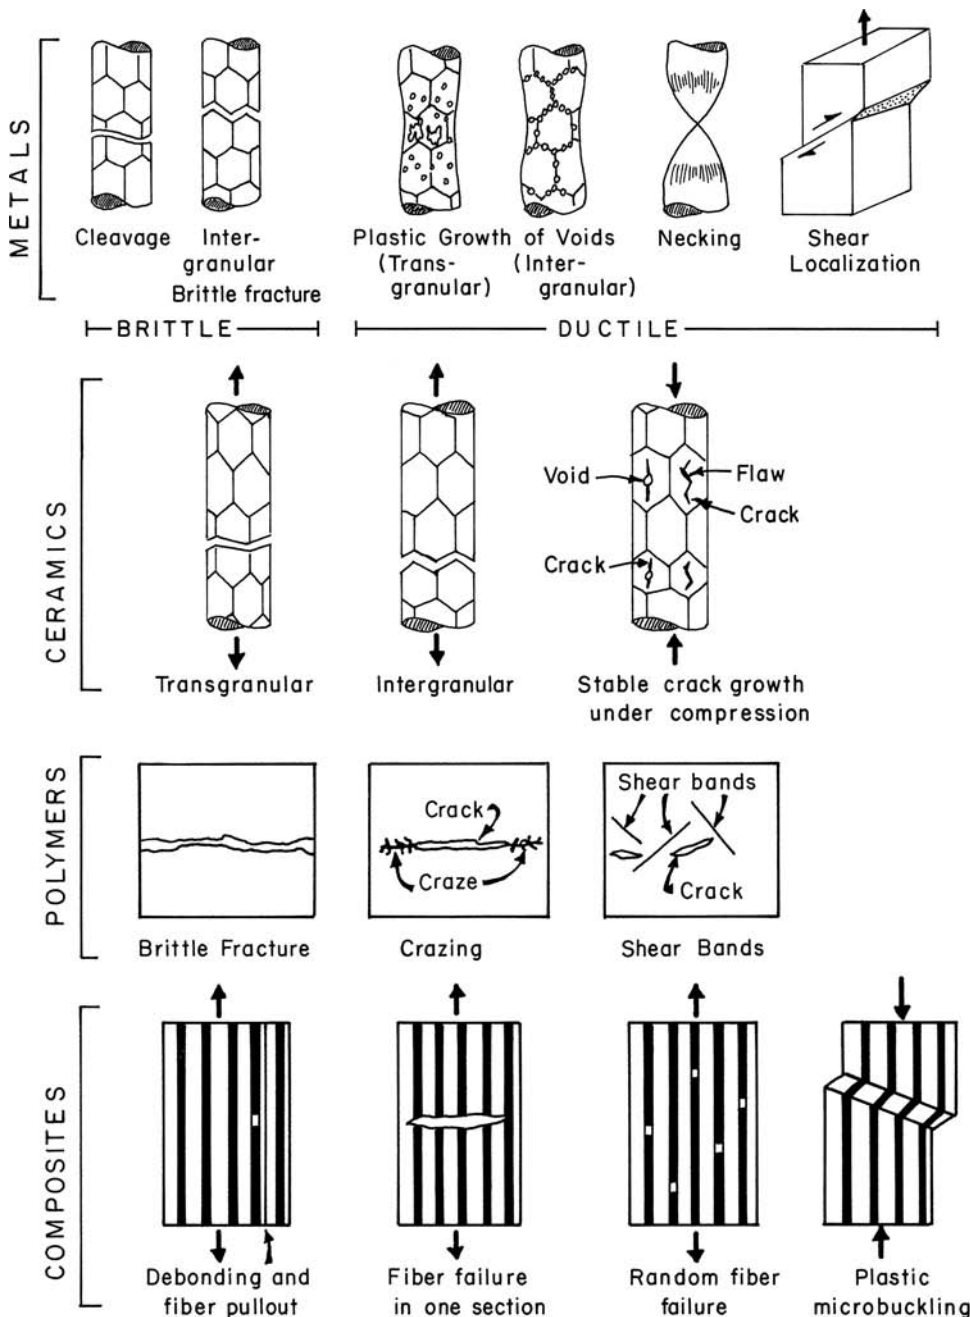 METALS
Cleavage
Inter-
granular
Brittle fracture
Plastic Growth of Voids
(Trans-
granular)
(Inter-
granular)
Necking
Shear
Localization
BRITTLE
DUCTILE
CERAMICS
Void
Flaw
Crack
Crack
Transgranular
Intergranular
Stable crack growth
under compression
POLYMERS
Crack
Craze
Shear bands
Crack
Brittle Fracture
Crazing
Shear Bands
COMPOSITES
Debonding and
fiber pullout
Fiber failure
in one section
Random fiber
failure
Plastic
microbuckling